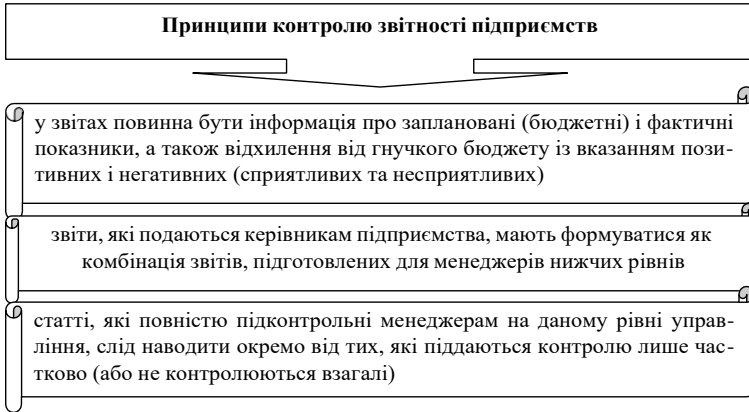 Принципи контролю звітності підприємств
у звітах повинна бути інформація про заплановані (бюджетні) і фактичні
показники, а також відхилення від гнучкого бюджету із вказанням пози-
тивних і негативних (сприятливих та несприятливих)
звіти, які подаються керівникам підприємства, мають формуватися як
комбінація звітів, підготовлених для менеджерів нижчих рівнів
статті, які повністю підконтрольні менеджерам на даному рівні управ-
ління, слід наводити окремо від тих, які піддаються контролю лише час-
тково (або не контролюються взагалі)